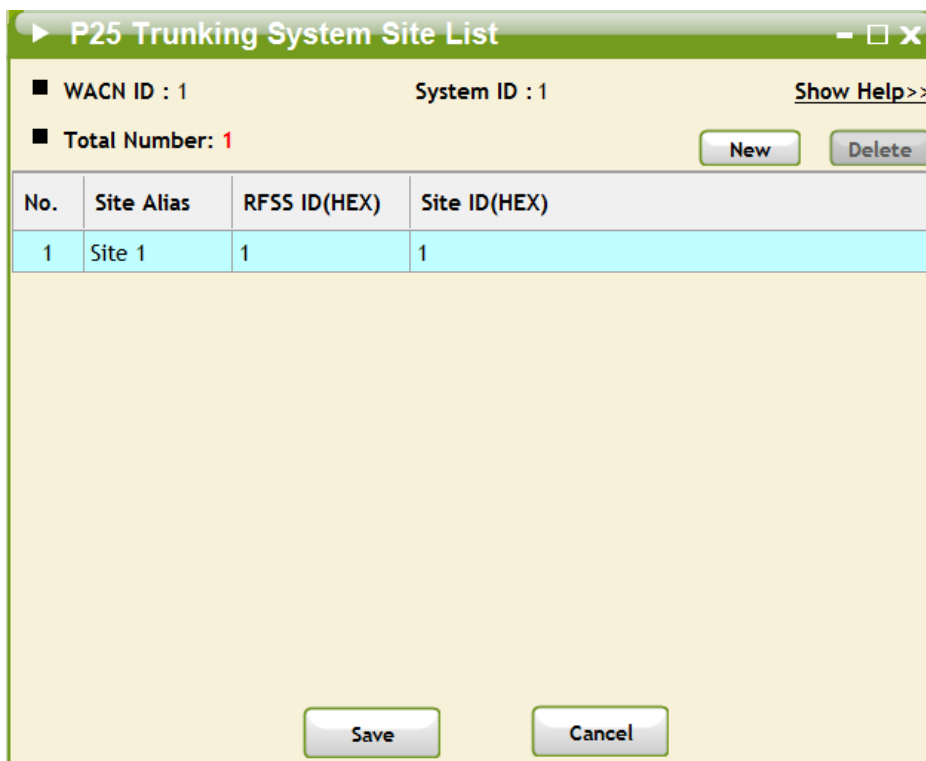 P25 Trunking System Site List
WACN ID : 1 System ID : 1 Show Help>>
Total Number: 1 New Delete
No. Site Alias RFSS ID(HEX) Site ID(HEX)
1 Site 1 1 1
Save Cancel